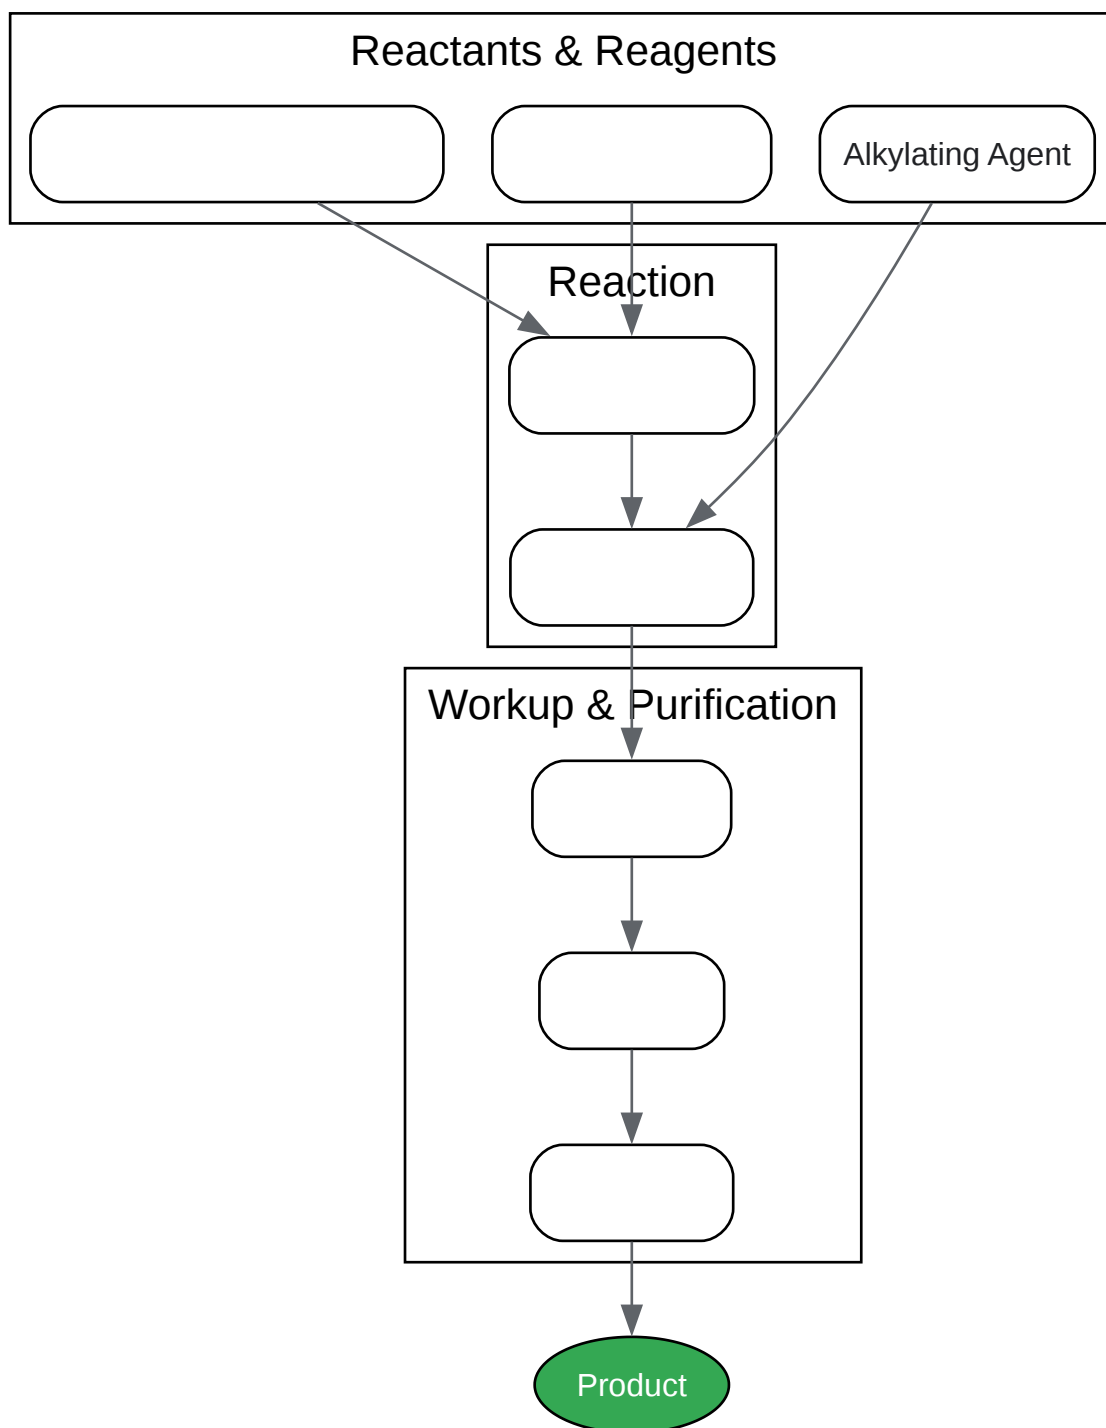 Reactants & Reagents
Alkylating Agent
Reaction
Workup & Purification
Product